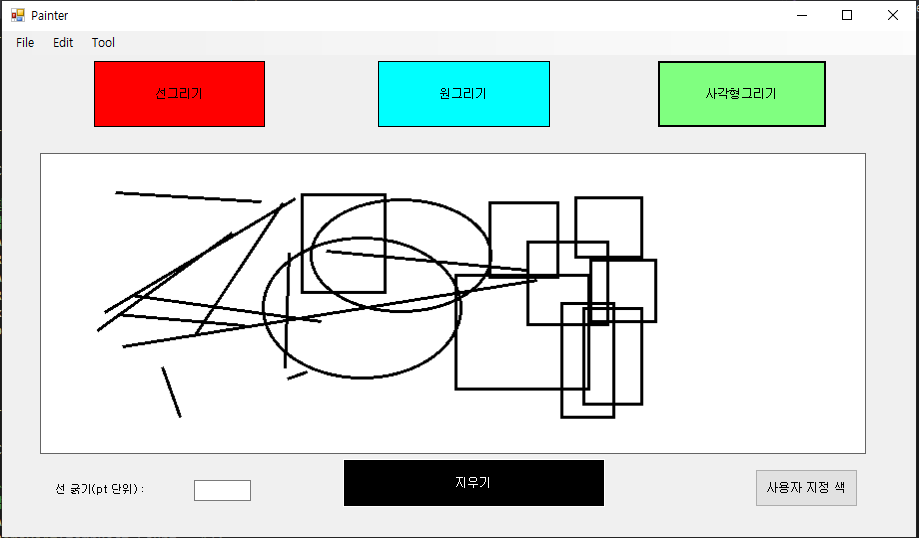 Painter
File Edit Tool
선그리기 원그리기 사각형그리기
선 굵기(pt 단위) : 지우기 사용자 지정 색